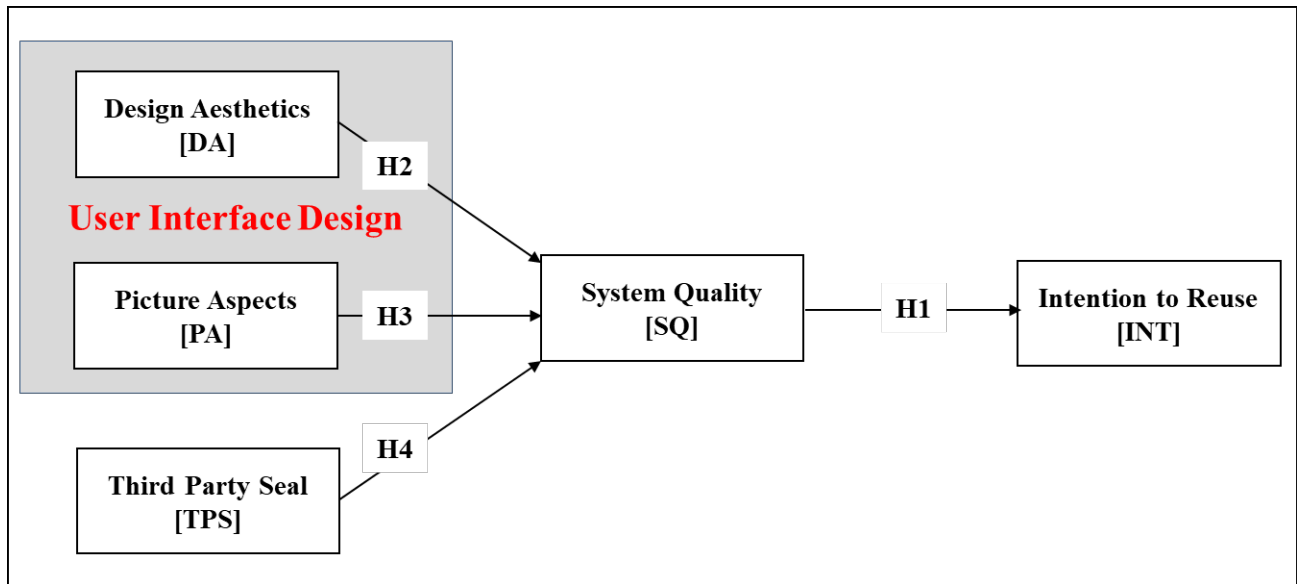 Design Aesthetics
[DA]
H2
User Interface Design
Picture Aspects
[PA]
H3
System Quality
[SQ]
H1
Intention to Reuse
[INT]
H4
Third Party Seal
[TPS]